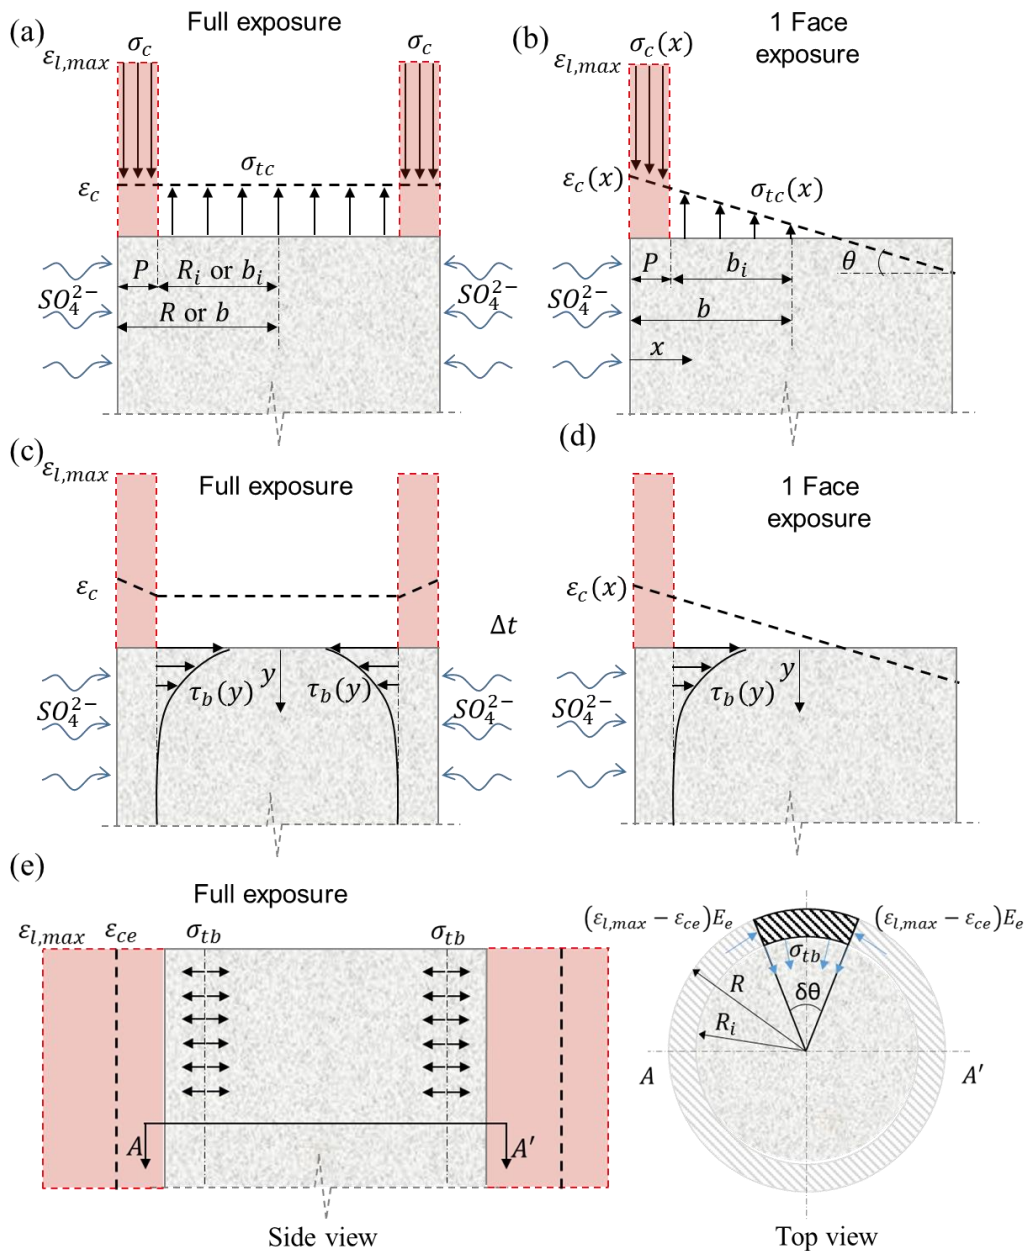 (a) Full exposure
ε_{l,max} σ_c σ_c
σ_{tc}
ε_c
P R_i or b_i
SO_4^{2−} SO_4^{2−}
R or b
(b) 1 Face
exposure
ε_{l,max} σ_c(x)
ε_c(x) σ_{tc}(x)
P b_i θ
SO_4^{2−}
b
x
(c) Full exposure
ε_{l,max}
ε_c
Δt
τ_b(y) y τ_b(y)
SO_4^{2−} SO_4^{2−}
(d) 1 Face
exposure
ε_c(x)
τ_b(y) y
SO_4^{2−}
(e) Full exposure
ε_{l,max} ε_{ce} σ_{tb} σ_{tb}
A A′
Side view
(ε_{l,max} − ε_{ce})E_e (ε_{l,max} − ε_{ce})E_e
σ_{tb}
R δθ
R_i
A A′
Top view